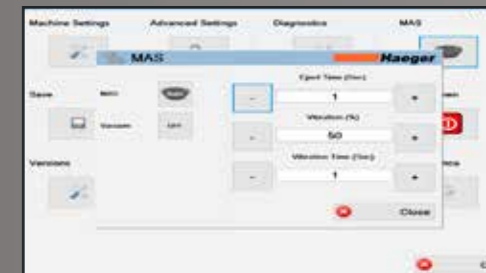 Machine Settings Advanced Settings Diagnostics MAS
MAS Haeger
Eject Time (Sec)
Save MAS - 1 +
Vibration (%)
Vacuum OFF - 50 +
Vibration Time (Sec)
Versions - 1 +
Close